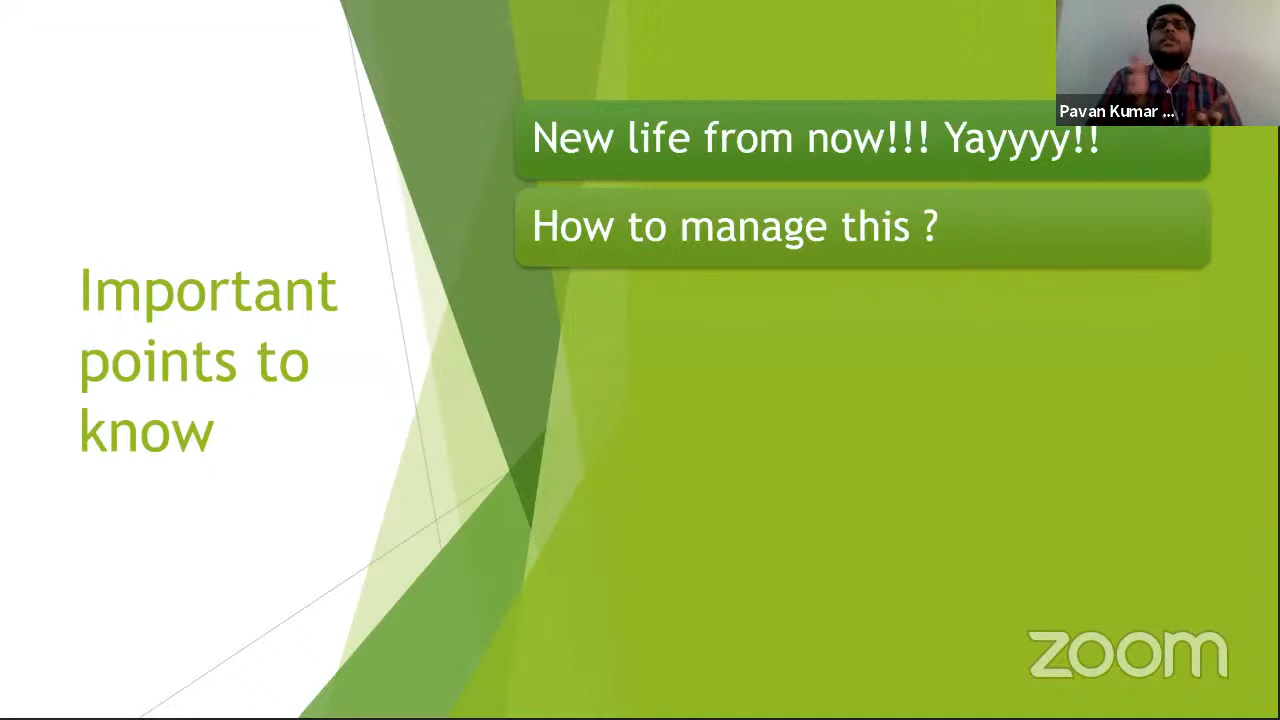 Pavan Kumar ...
New life from now!!! Yayyyy!!
How to manage this ?
Important
points to
know
zoom